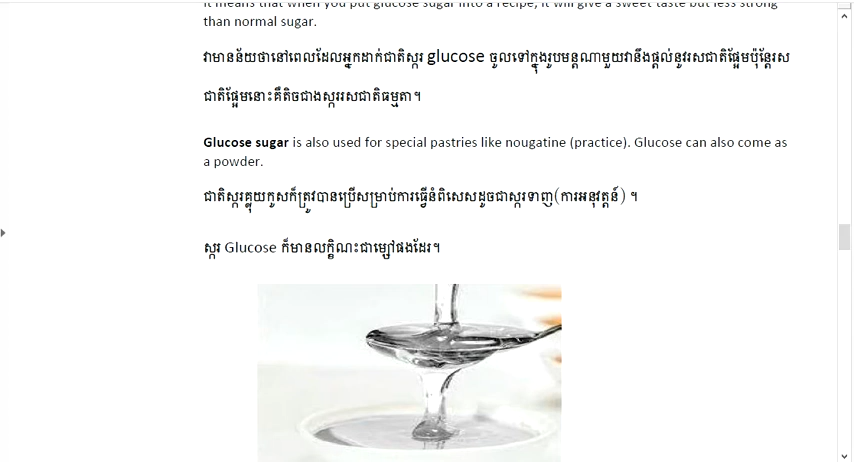 it means that when you put glucose sugar into a recipe, it will give a sweet taste but less strong
than normal sugar.
វាមានន័យថានៅពេលដែលអ្នកដាក់ជាតិស្ករ glucose ចូលទៅក្នុងរូបមន្តណាមួយវានឹងផ្តល់នូវរសជាតិផ្អែមប៉ុន្តែរស
ជាតិផ្អែមនោះគឺតិចជាងស្កររសជាតិធម្មតា។
Glucose sugar is also used for special pastries like nougatine (practice). Glucose can also come as
a powder.
ជាតិស្ករគ្លុយកូសក៏ត្រូវបានប្រើសម្រាប់ការធ្វើនំពិសេសដូចជាស្ករទាញ(ការអនុវត្តន៍) ។
ស្ករ Glucose ក៏មានលក្ខិណះជាម្សៅផងដែរ។